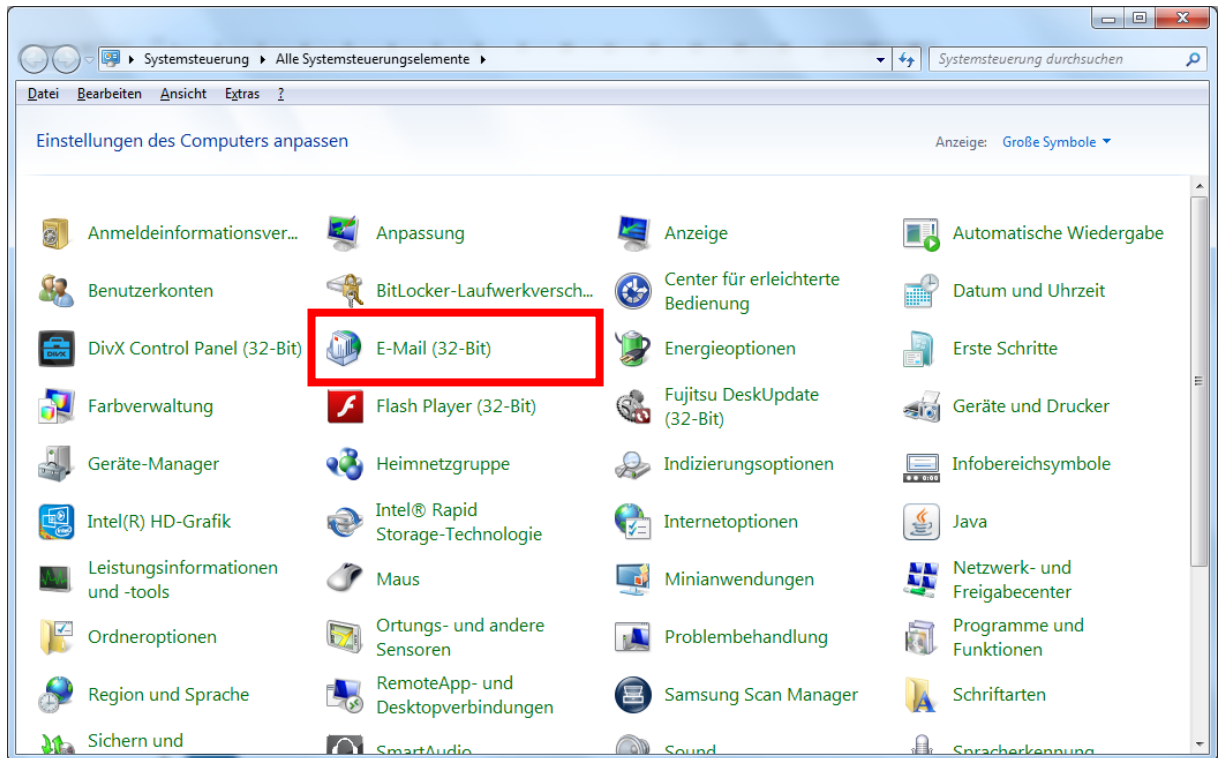 Systemsteuerung ▸ Alle Systemsteuerungselemente ▸
Systemsteuerung durchsuchen
Datei Bearbeiten Ansicht Extras ?
Einstellungen des Computers anpassen
Anzeige: Große Symbole
Anmeldeinformationsver...
Anpassung
Anzeige
Automatische Wiedergabe
Benutzerkonten
BitLocker-Laufwerkversch...
Center für erleichterte
Bedienung
Datum und Uhrzeit
DivX Control Panel (32-Bit)
E-Mail (32-Bit)
Energieoptionen
Erste Schritte
Farbverwaltung
Flash Player (32-Bit)
Fujitsu DeskUpdate
(32-Bit)
Geräte und Drucker
Geräte-Manager
Heimnetzgruppe
Indizierungsoptionen
Infobereichsymbole
Intel(R) HD-Grafik
Intel® Rapid
Storage-Technologie
Internetoptionen
Java
Leistungsinformationen
und -tools
Maus
Minianwendungen
Netzwerk- und
Freigabecenter
Ordneroptionen
Ortungs- und andere
Sensoren
Problembehandlung
Programme und
Funktionen
Region und Sprache
RemoteApp- und
Desktopverbindungen
Samsung Scan Manager
Schriftarten
Sichern und
SmartAudio
Sound
Spracherkennung